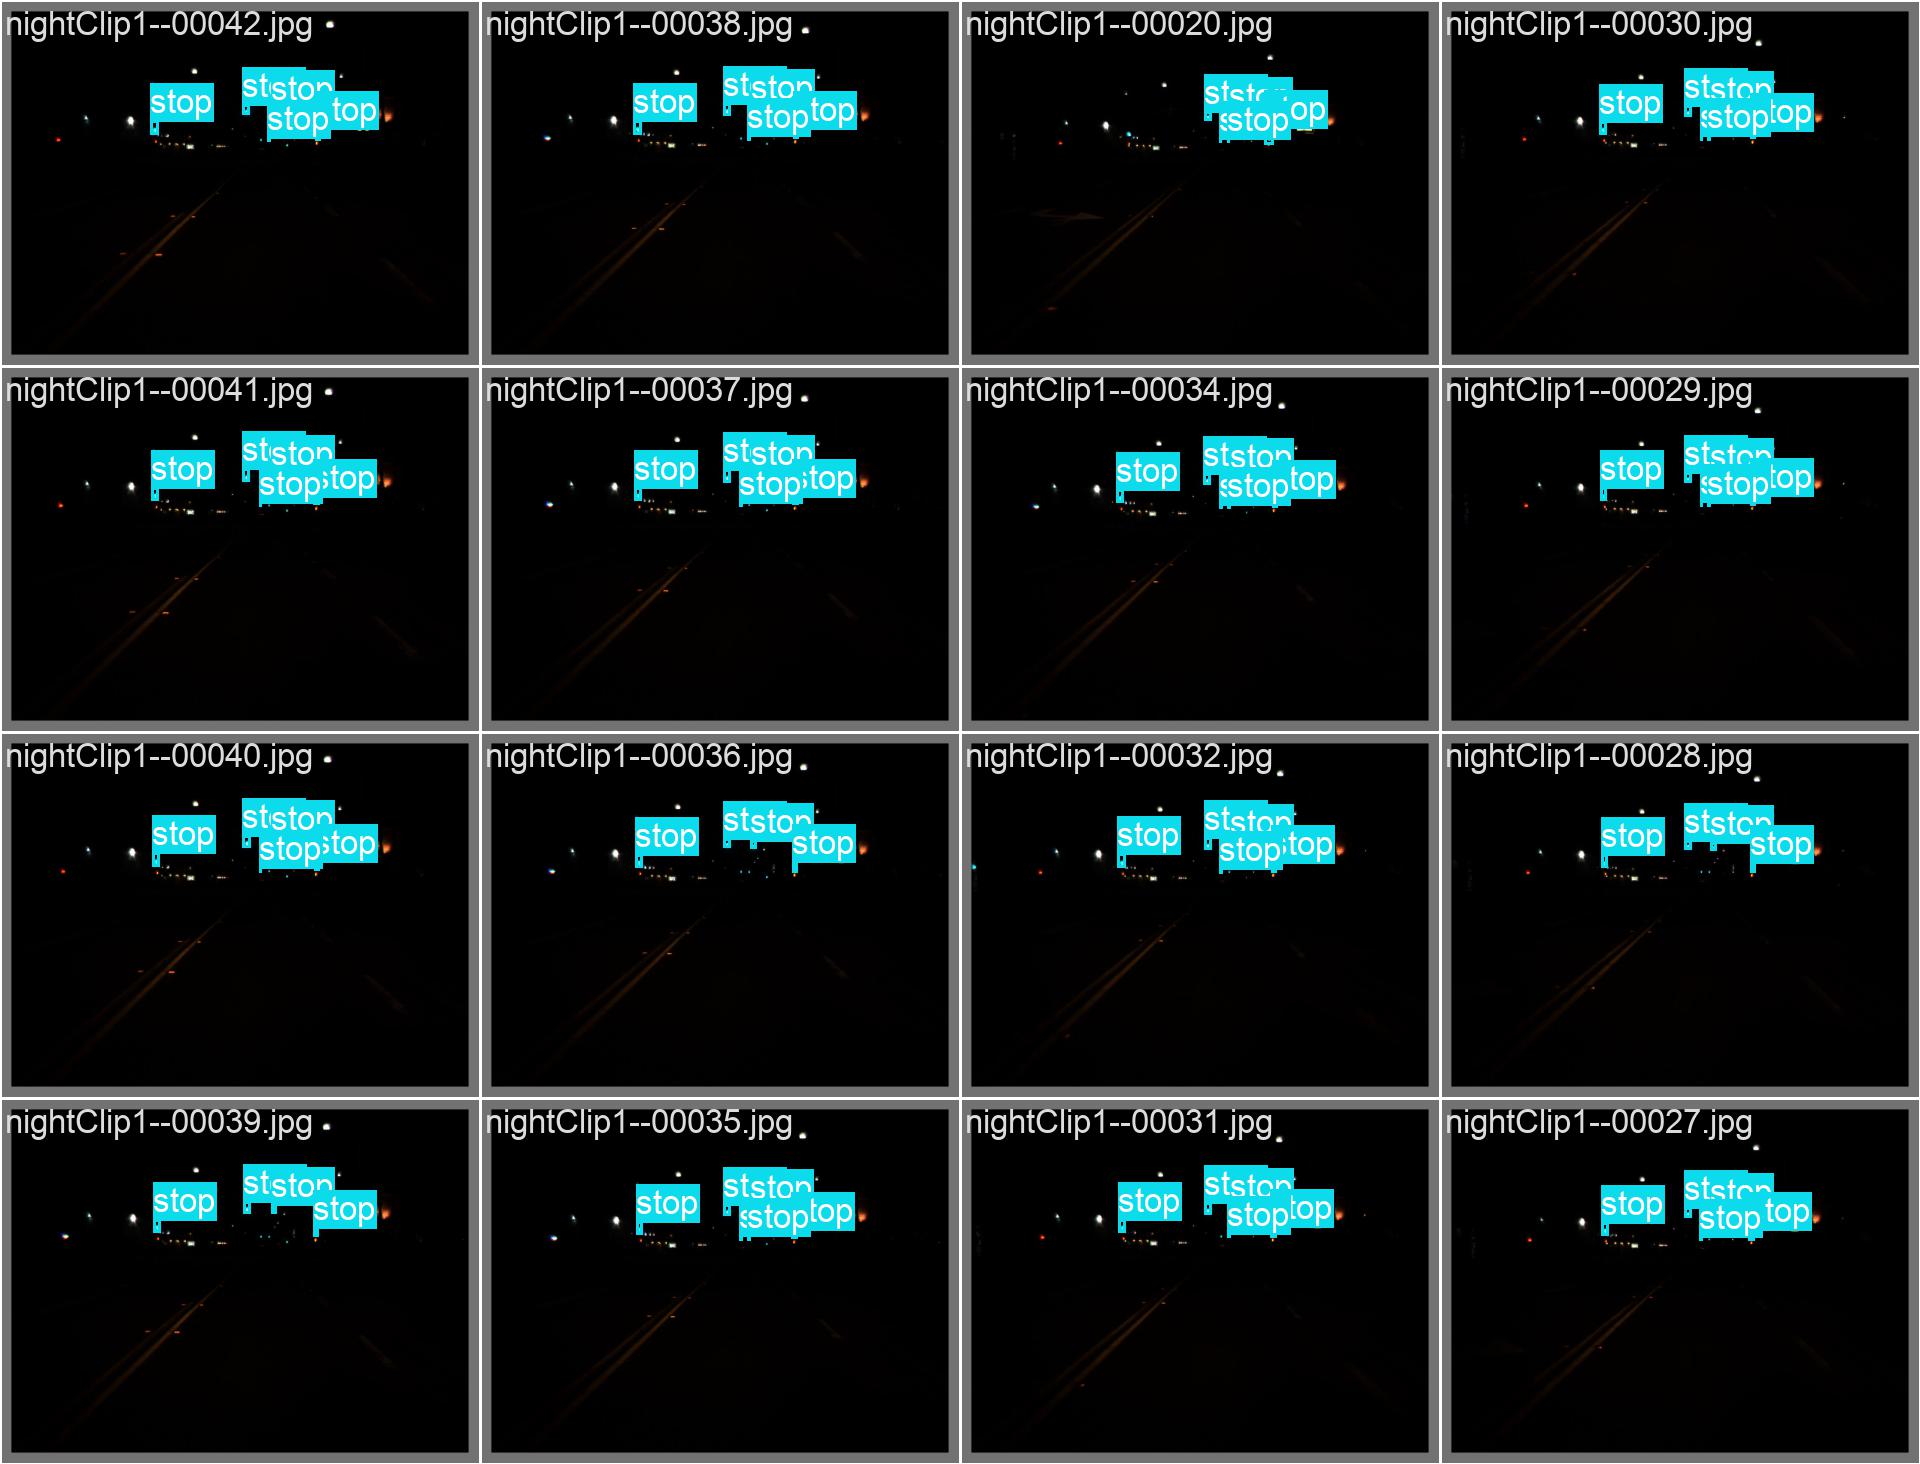 nightClip1--00042.jpg
stop
st stop
stop top
nightClip1--00038.jpg
stop
st stop
stop top
nightClip1--00020.jpg
st stop
op
s stop
nightClip1--00030.jpg
stop
st stop
s stop top
nightClip1--00041.jpg
stop
st stop
stop stop
nightClip1--00037.jpg
stop
st stop
stop stop
nightClip1--00034.jpg
stop
st stop
s stop top
nightClip1--00029.jpg
stop
st stop
s stop top
nightClip1--00040.jpg
stop
st stop
stop stop
nightClip1--00036.jpg
stop
st stop
stop
nightClip1--00032.jpg
stop
st stop
stop stop
nightClip1--00028.jpg
stop
st stop
stop
nightClip1--00039.jpg
stop
st stop
stop
nightClip1--00035.jpg
stop
st stop
s stop top
nightClip1--00031.jpg
stop
st stop
stop top
nightClip1--00027.jpg
stop
st stop
stop top